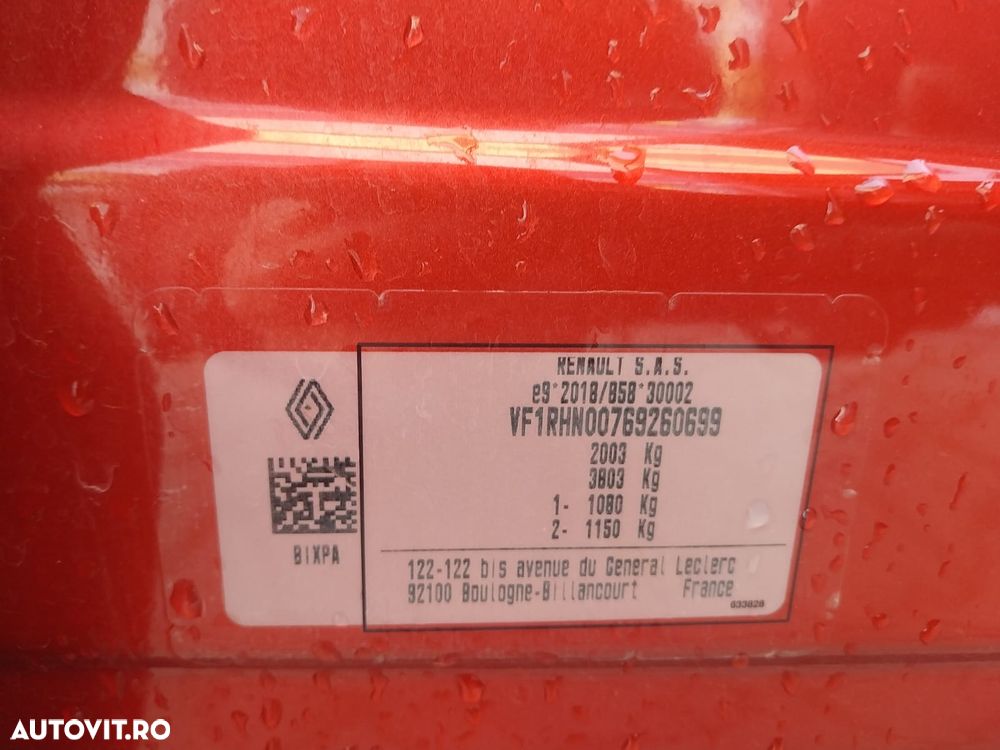 RENAULT S.A.S.
e9*2018/858*30002
VF1RHN00769260699
2003 Kg
3803 Kg
1- 1080 Kg
2- 1150 Kg
BIXPA
122-122 bis avenue du General Leclerc
92100 Boulogne-Billancourt France
633828
AUTOVIT.RO